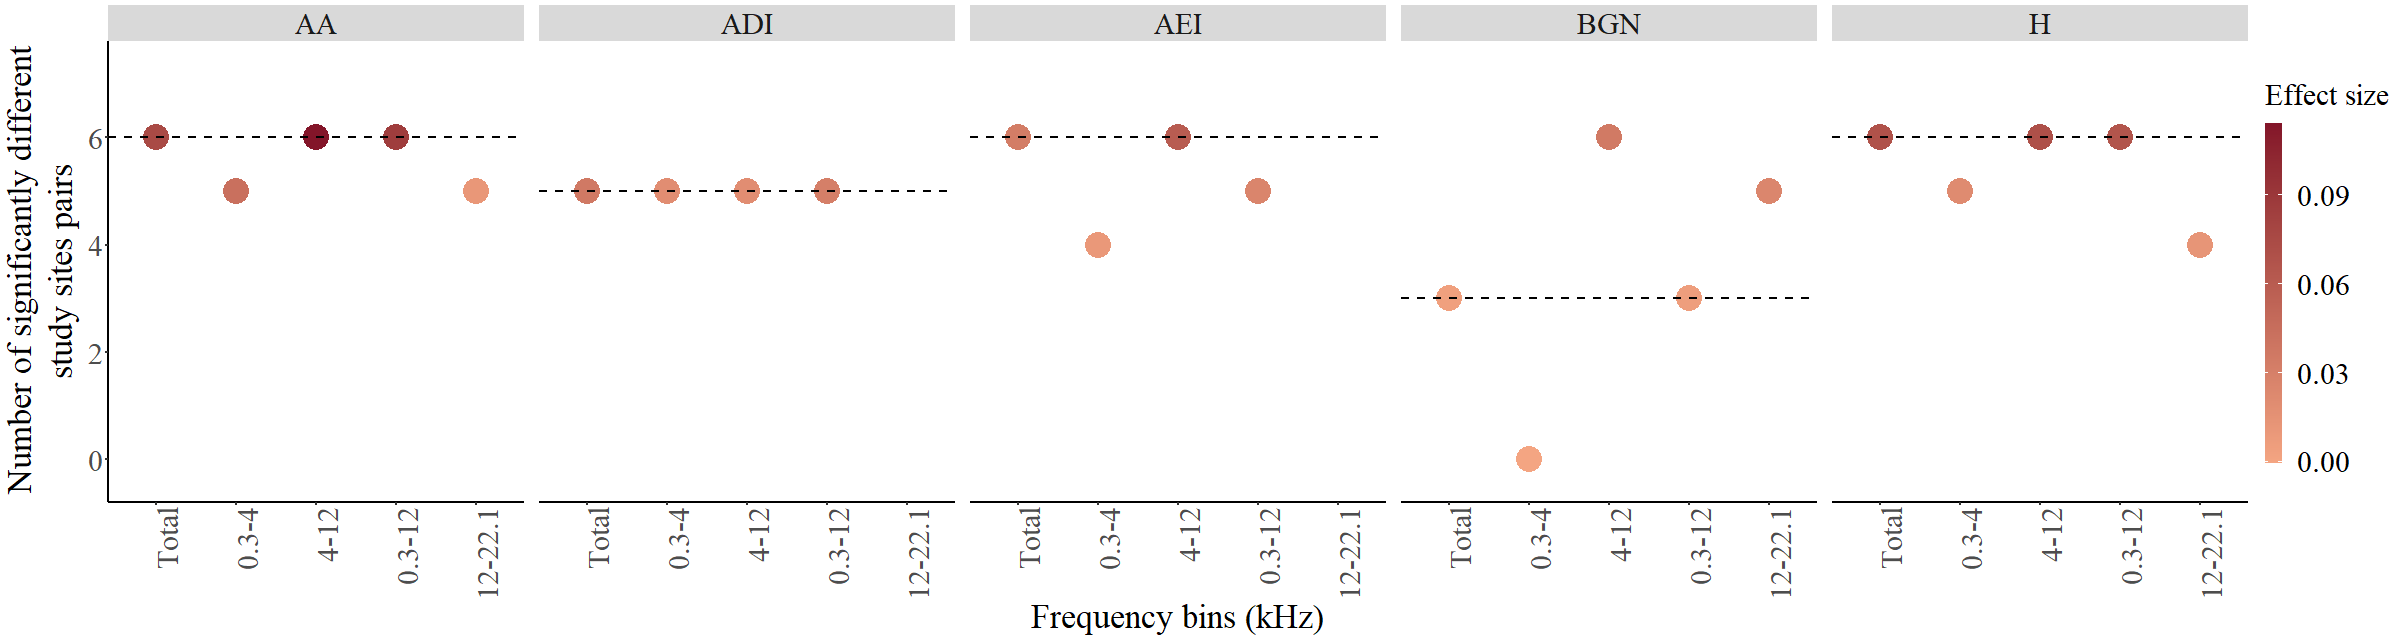 AA
ADI
AEI
BGN
H
Number of significantly different
study sites pairs
6
4
2
0
Total
0.3-4
4-12
0.3-12
12-22.1
Total
0.3-4
4-12
0.3-12
12-22.1
Total
0.3-4
4-12
0.3-12
12-22.1
Total
0.3-4
4-12
0.3-12
12-22.1
Total
0.3-4
4-12
0.3-12
12-22.1
Frequency bins (kHz)
Effect size
0.09
0.06
0.03
0.00